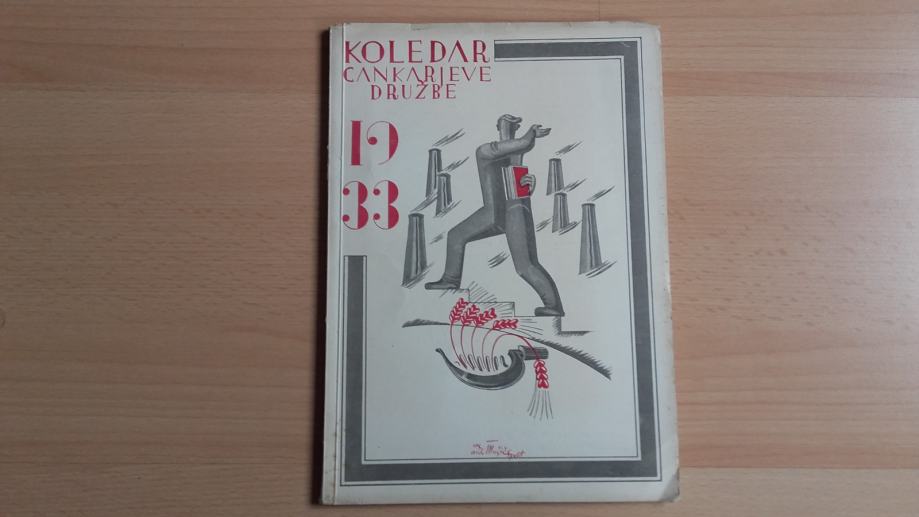 KOLEDAR
CANKARJEVE
DRUŽBE
19
33